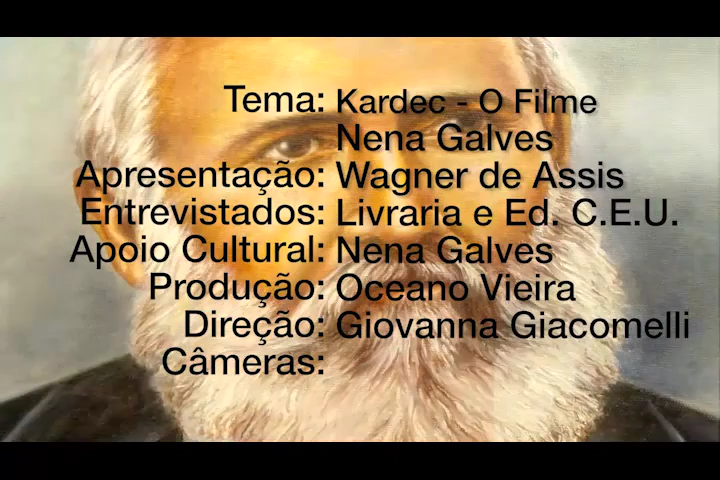 Tema: Kardec - O Filme
Nena Galves
Apresentação: Wagner de Assis
Entrevistados: Livraria e Ed. C.E.U.
Apoio Cultural: Nena Galves
Produção: Oceano Vieira
Direção: Giovanna Giacomelli
Câmeras: